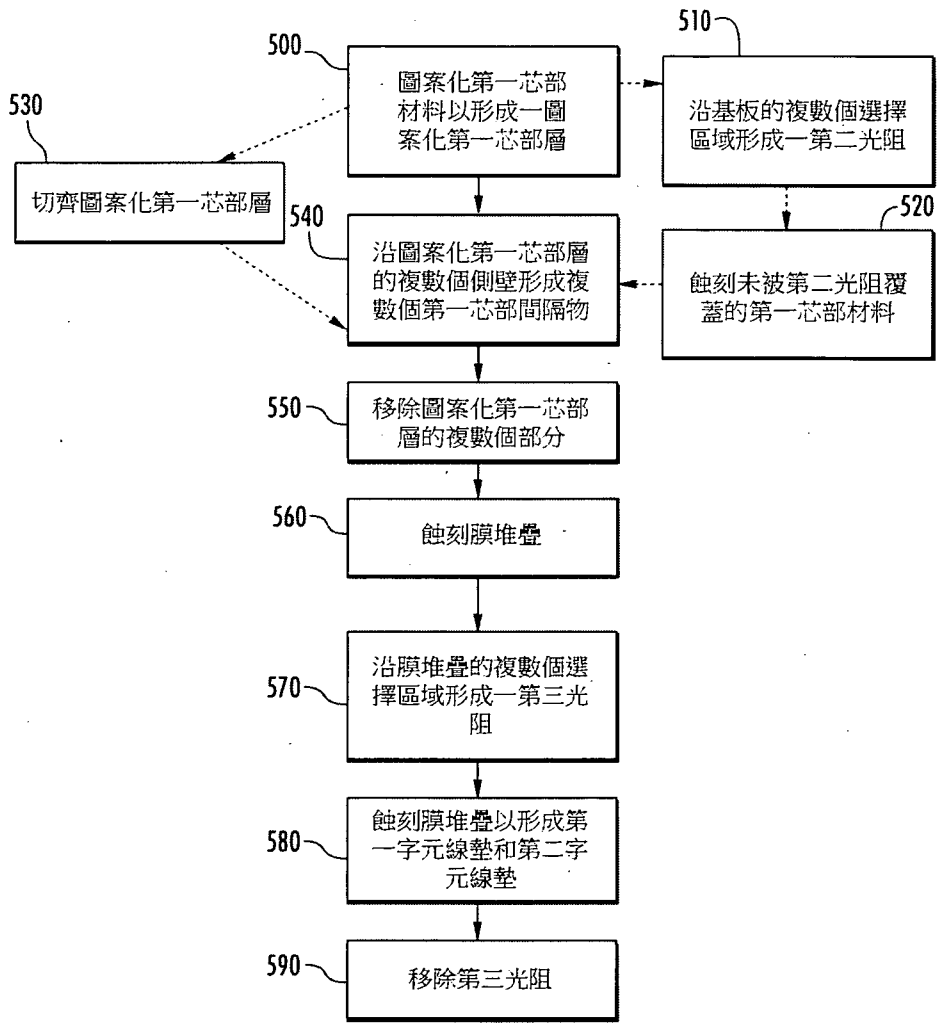 500
圖案化第一芯部
材料以形成一圖
案化第一芯部層
510
沿基板的複數個選擇
區域形成一第二光阻
530
切齊圖案化第一芯部層
540
沿圖案化第一芯部層
的複數個側壁形成複
數個第一芯部間隔物
520
蝕刻未被第二光阻覆
蓋的第一芯部材料
550
移除圖案化第一芯部
層的複數個部分
560
蝕刻膜堆疊
570
沿膜堆疊的複數個選
擇區域形成一第三光
阻
580
蝕刻膜堆疊以形成第
一字元線墊和第二字
元線墊
590
移除第三光阻